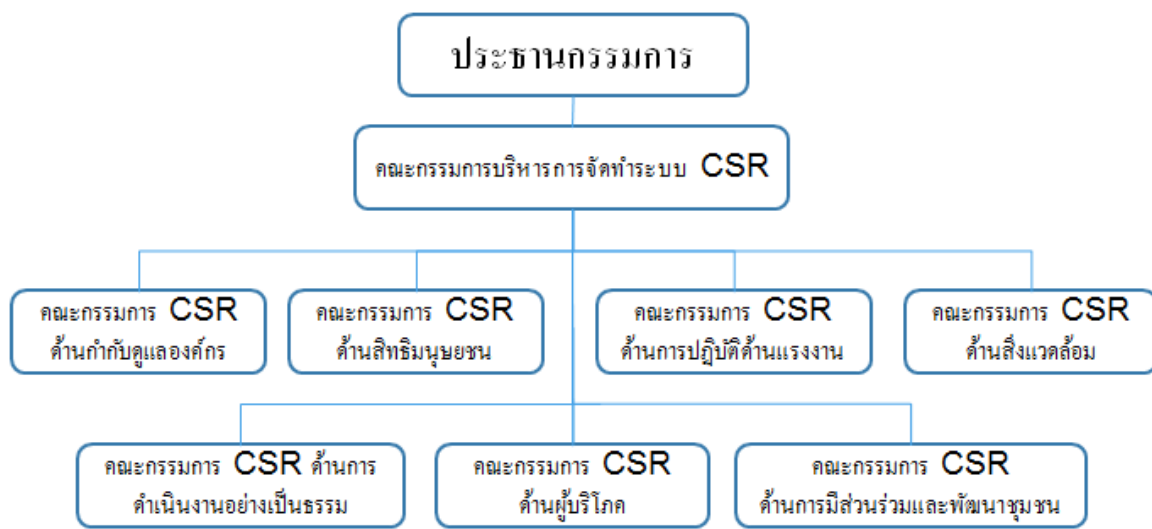 ประธานกรรมการ
คณะกรรมการบริหารการจัดทำระบบ CSR
คณะกรรมการ CSR
ด้านกำกับดูแลองค์กร
คณะกรรมการ CSR
ด้านสิทธิมนุษยชน
คณะกรรมการ CSR
ด้านการปฏิบัติด้านแรงงาน
คณะกรรมการ CSR
ด้านสิ่งแวดล้อม
คณะกรรมการ CSR ด้านการ
ดำเนินงานอย่างเป็นธรรม
คณะกรรมการ CSR
ด้านผู้บริโภค
คณะกรรมการ CSR
ด้านการมีส่วนร่วมและพัฒนาชุมชน